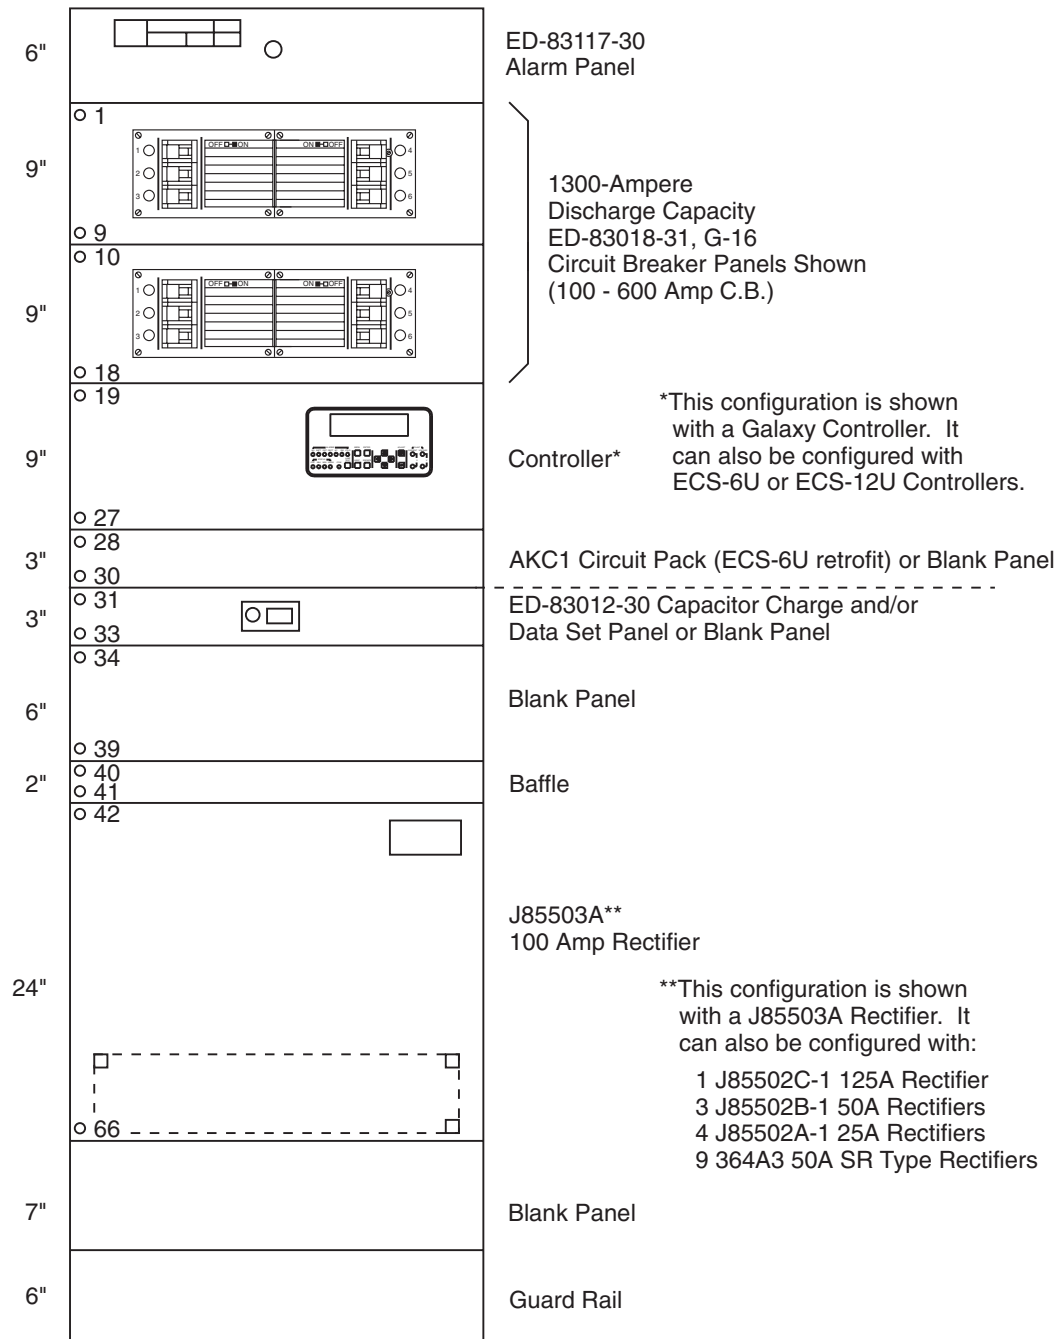 6"
ED-83117-30
Alarm Panel
1
9"
OFF ON ON OFF
1 4
2 5
3 6
9
1300-Ampere
Discharge Capacity
ED-83018-31, G-16
Circuit Breaker Panels Shown
(100 - 600 Amp C.B.)
10
9"
OFF ON ON OFF
1 4
2 5
3 6
18
19
9"
Controller*
*This configuration is shown
with a Galaxy Controller. It
can also be configured with
ECS-6U or ECS-12U Controllers.
27
28
3"
AKC1 Circuit Pack (ECS-6U retrofit) or Blank Panel
30
31
3"
ED-83012-30 Capacitor Charge and/or
Data Set Panel or Blank Panel
33
34
6"
Blank Panel
39
40
2"
Baffle
41
42
J85503A**
100 Amp Rectifier
24"
**This configuration is shown
with a J85503A Rectifier. It
can also be configured with:
1 J85502C-1 125A Rectifier
3 J85502B-1 50A Rectifiers
4 J85502A-1 25A Rectifiers
9 364A3 50A SR Type Rectifiers
66
7"
Blank Panel
6"
Guard Rail